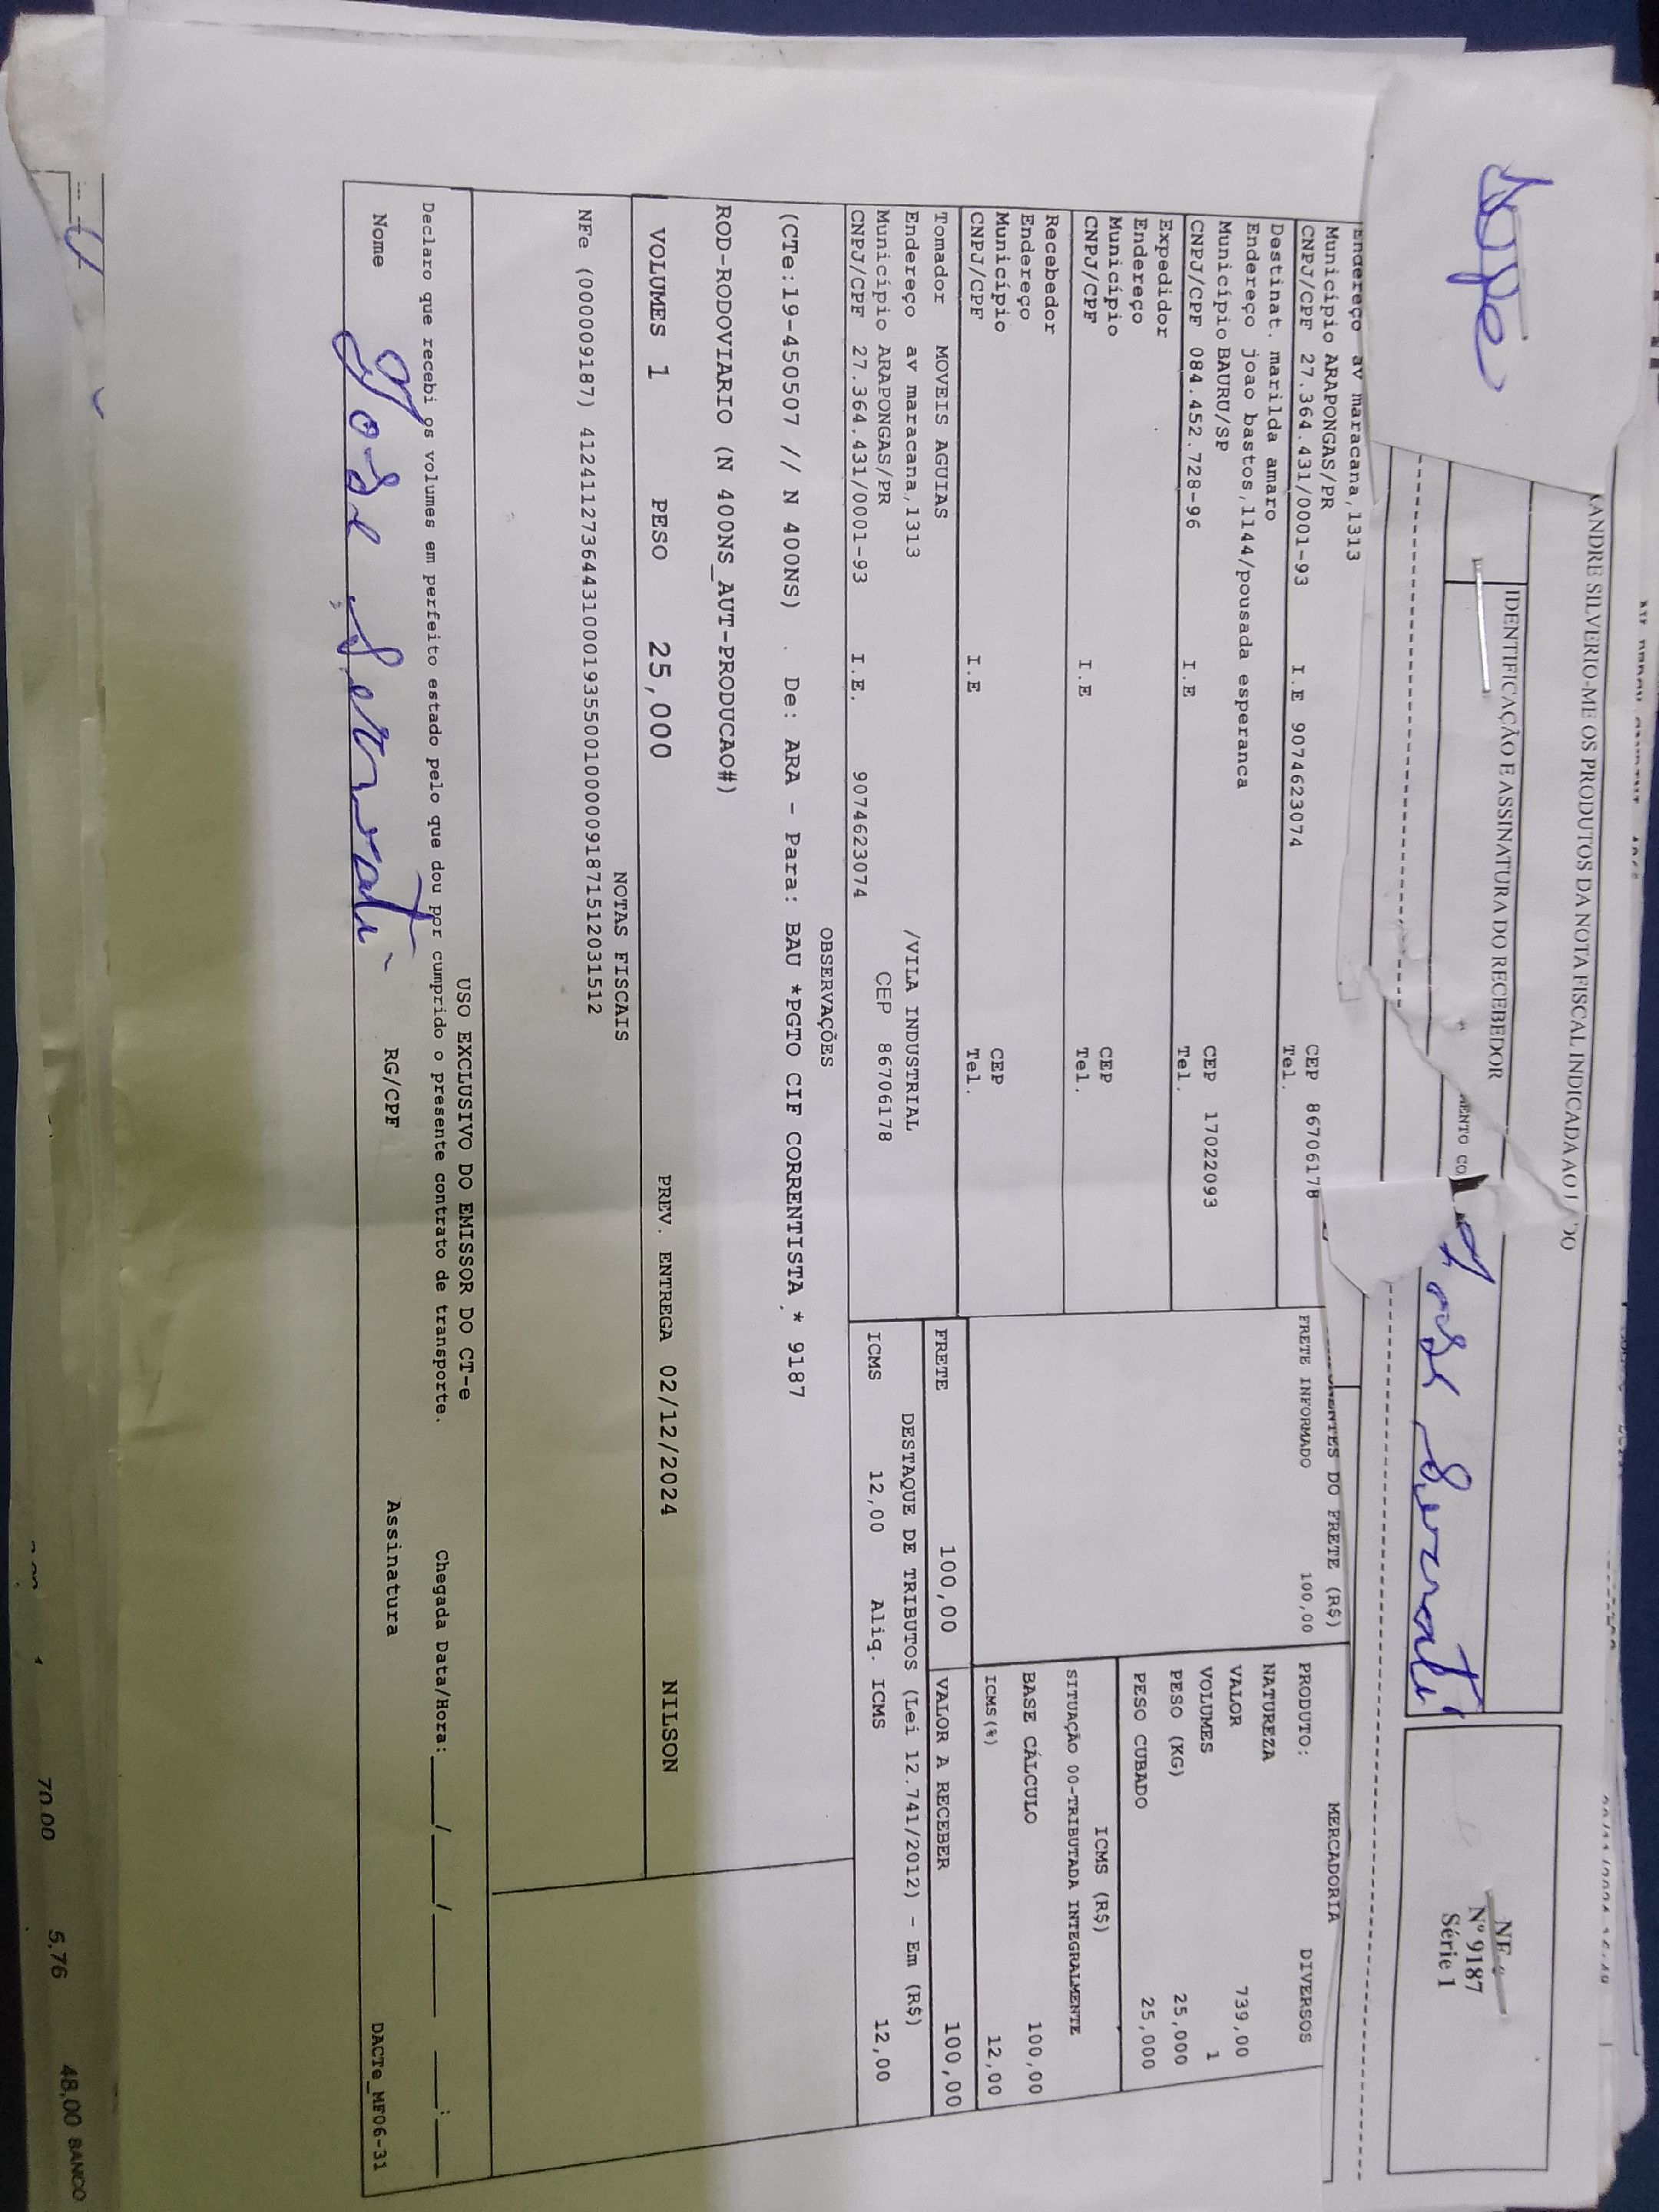 ANDRE SILVERIO-ME OS PRODUTOS DA NOTA FISCAL INDICADA AO
IDENTIFICAÇÃO E ASSINATURA DO RECEBEDOR
Nº 9187
Série 1
Endereço av maracana,1313
Município ARAPONGAS/PR CEP 86706178
CNPJ/CPF 27.364.431/0001-93 I.E 9074623074 Tel.
Destinat. marilda amaro
Endereço joao bastos,1144/pousada esperanca
Município BAURU/SP CEP 17022093
CNPJ/CPF 084.452.728-96 I.E Tel.
Expedidor
Endereço
Município CEP
CNPJ/CPF I.E Tel.
Recebedor
Endereço
Município CEP
CNPJ/CPF I.E Tel.
Tomador MOVEIS AGUIAS
Endereço av maracana,1313 /VILA INDUSTRIAL
Município ARAPONGAS/PR CEP 86706178
CNPJ/CPF 27.364.431/0001-93 I.E. 9074623074
DO FRETE (R$)
FRETE INFORMADO 100,00
MERCADORIA
PRODUTO: DIVERSOS
NATUREZA
VALOR 739,00
VOLUMES 1
PESO (KG) 25,000
PESO CUBADO 25,000
ICMS (R$)
SITUAÇÃO 00-TRIBUTADA INTEGRALMENTE
BASE CÁLCULO 100,00
ICMS(%) 12,00
FRETE 100,00 VALOR A RECEBER 100,00
DESTAQUE DE TRIBUTOS (Lei 12.741/2012) - Em (R$)
ICMS 12,00 Aliq. ICMS 12,00
OBSERVAÇÕES
(CTe:19-450507 // N 400NS) . De: ARA - Para: BAU *PGTO CIF CORRENTISTA * 9187
ROD-RODOVIARIO (N 400NS_AUT-PRODUCAO#)
VOLUMES 1 PESO 25,000 PREV. ENTREGA 02/12/2024 NILSON
NOTAS FISCAIS
NFe (000009187) 41241127364431000193550010000091871512031512
USO EXCLUSIVO DO EMISSOR DO CT-e
Declaro que recebi os volumes em perfeito estado pelo que dou por cumprido o presente contrato de transporte. Chegada Data/Hora:____/____/______ ____:____
Nome Jose RG/CPF Assinatura DACTe_MF06-31
70.00 5,76 48,00 BANCO